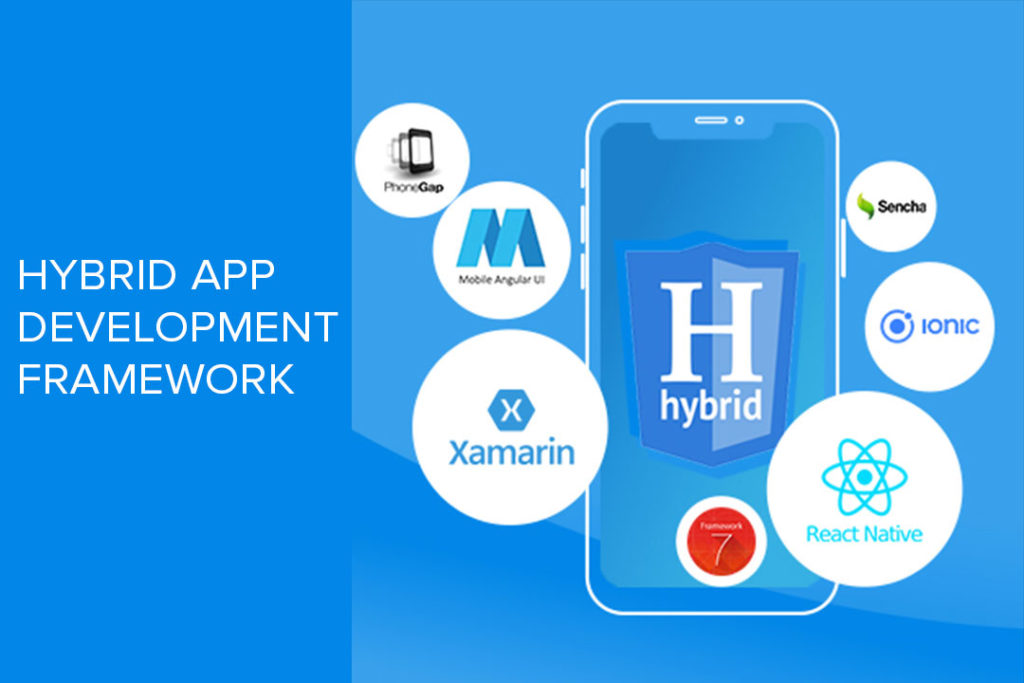 HYBRID APP
DEVELOPMENT
FRAMEWORK
PhoneGap
Mobile Angular UI
X
Xamarin
H
hybrid
Sencha
IONIC
React Native
Framework
7